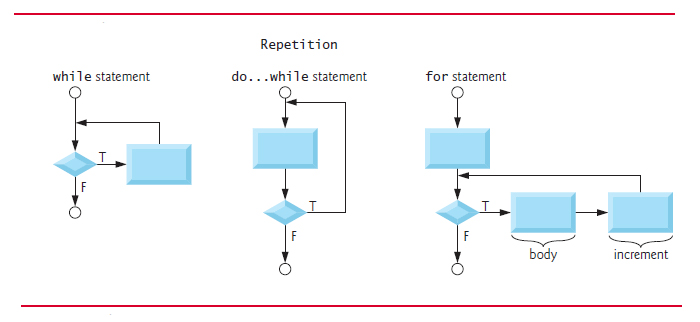 Repetition
while statement
do...while statement
for statement
T
F
T
F
T
F
body
increment